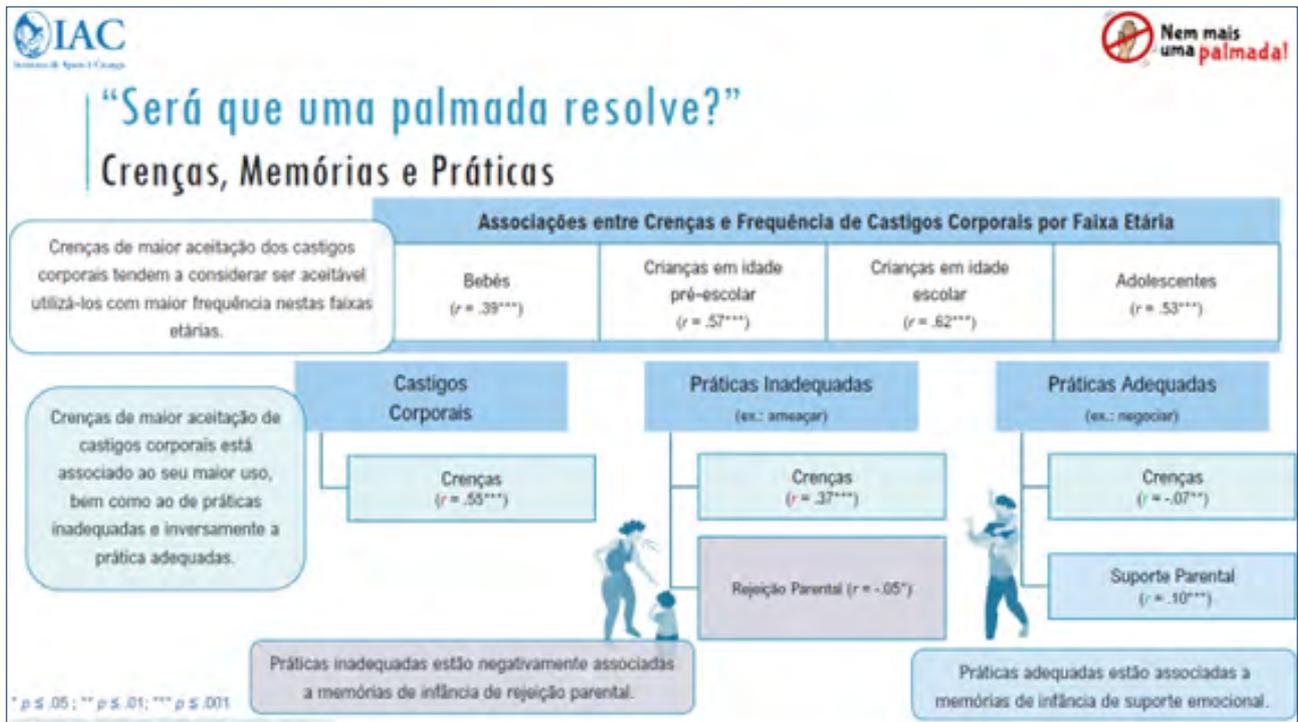 IAC
Instituto de Apoio à Criança
Nem mais
uma palmada!
“Será que uma palmada resolve?”
Crenças, Memórias e Práticas
Associações entre Crenças e Frequência de Castigos Corporais por Faixa Etária
Crenças de maior aceitação dos castigos
corporais tendem a considerar ser aceitável
utilizá-los com maior frequência nestas faixas
etárias.
Bebés
(r = .39***)
Crianças em idade
pré-escolar
(r = .57***)
Crianças em idade
escolar
(r = .62***)
Adolescentes
(r = .53***)
Crenças de maior aceitação de
castigos corporais está
associado ao seu maior uso,
bem como ao de práticas
inadequadas e inversamente a
prática adequadas.
Castigos
Corporais
Crenças
(r = .55***)
Práticas Inadequadas
(ex.: ameaçar)
Crenças
(r = .37***)
Rejeição Parental (r = -.05*)
Práticas Adequadas
(ex.: negociar)
Crenças
(r = -.07**)
Suporte Parental
(r = .10***)
Práticas inadequadas estão negativamente associadas
a memórias de infância de rejeição parental.
Práticas adequadas estão associadas a
memórias de infância de suporte emocional.
* p ≤ .05 ; ** p ≤ .01; *** p ≤ .001